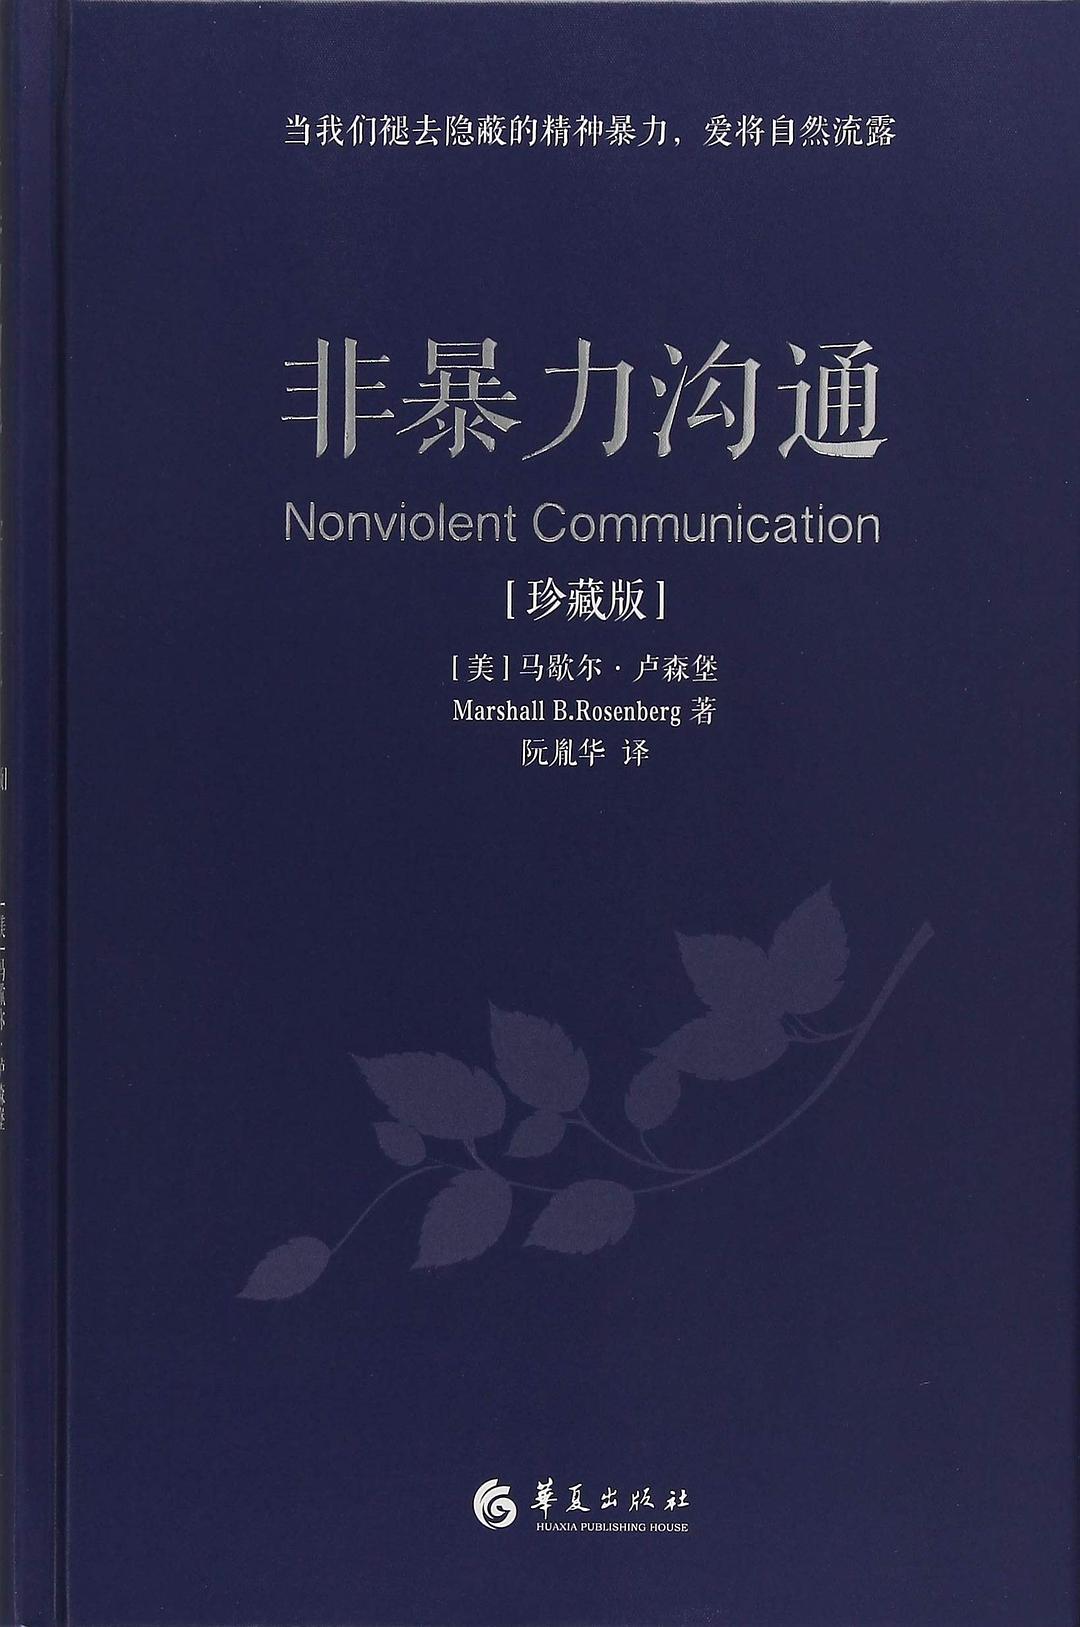 当我们褪去隐蔽的精神暴力，爱将自然流露
非暴力沟通
Nonviolent Communication
[珍藏版]
[美]马歇尔·卢森堡
Marshall B.Rosenberg 著
阮胤华 译
華夏出版社
HUAXIA PUBLISHING HOUSE